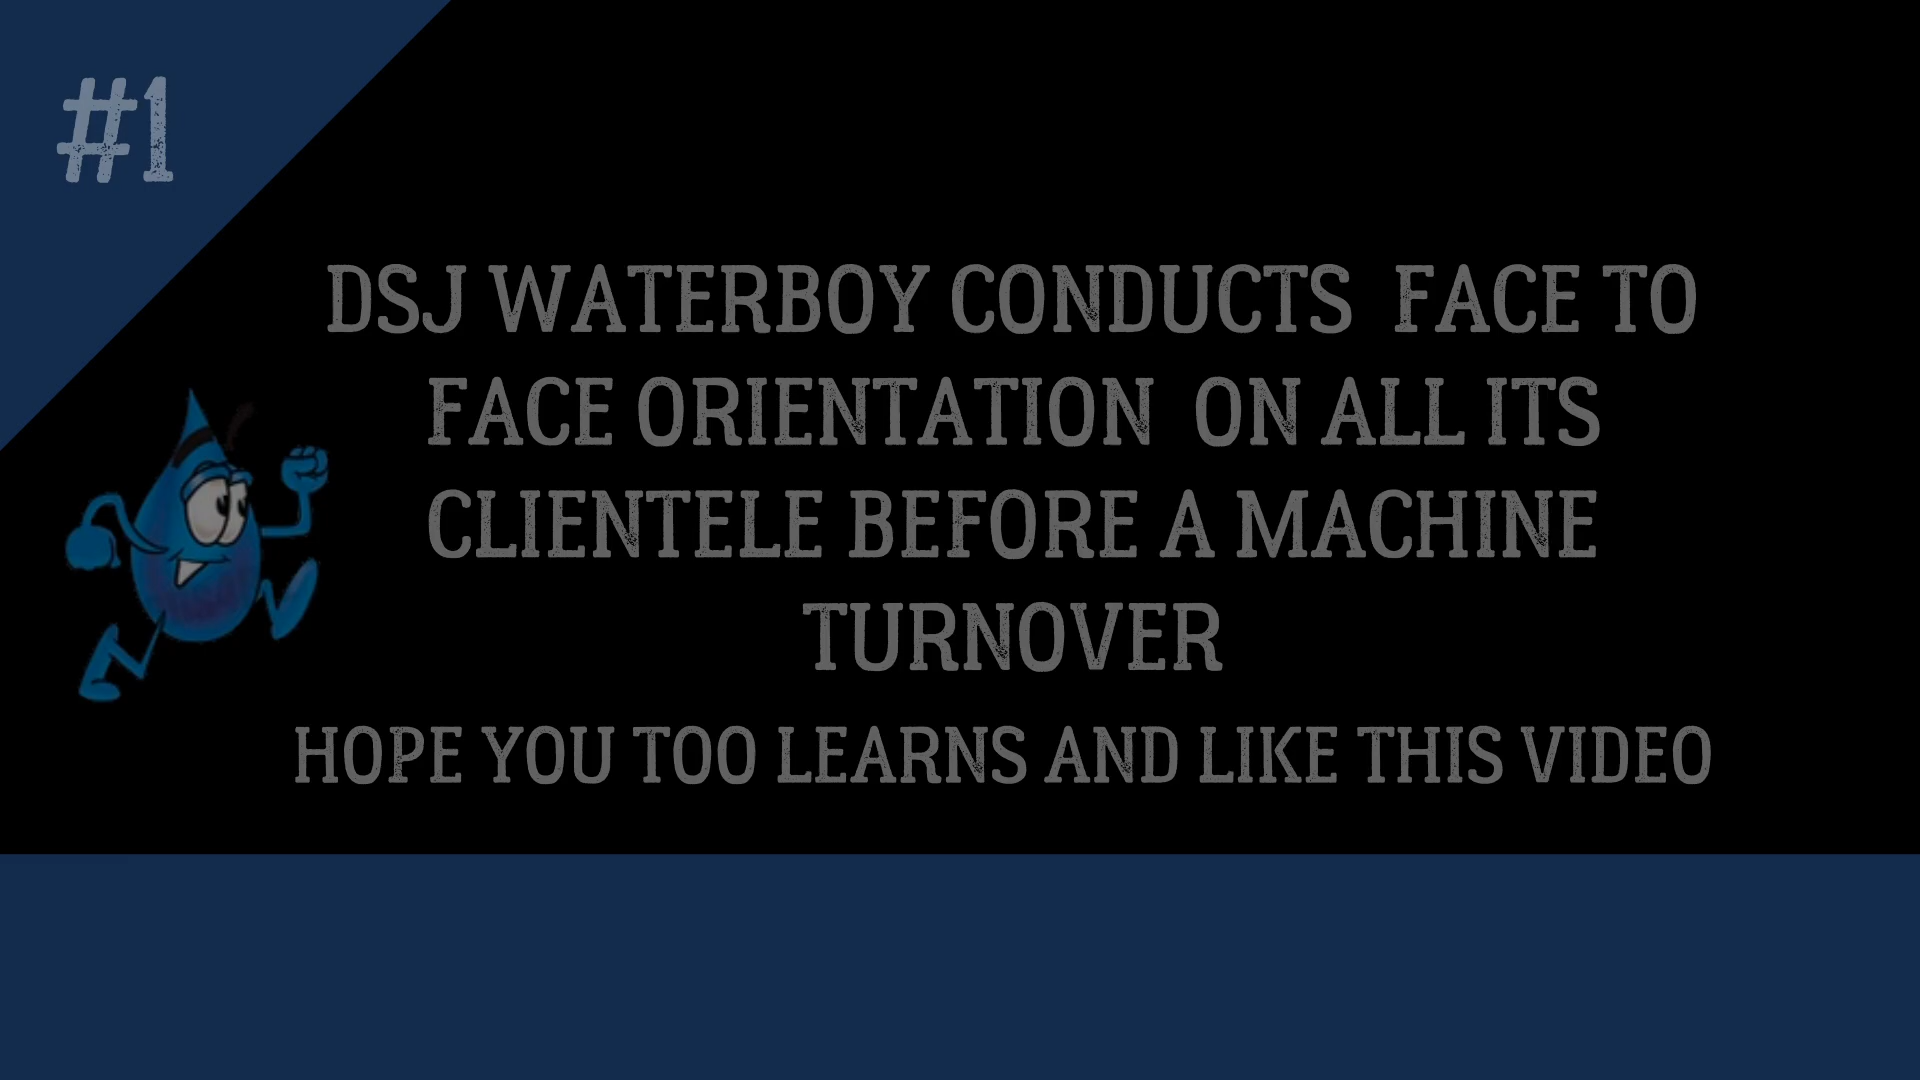 #1
DSJ WATERBOY CONDUCTS FACE TO
FACE ORIENTATION ON ALL ITS
CLIENTELE BEFORE A MACHINE
TURNOVER
HOPE YOU TOO LEARNS AND LIKE THIS VIDEO